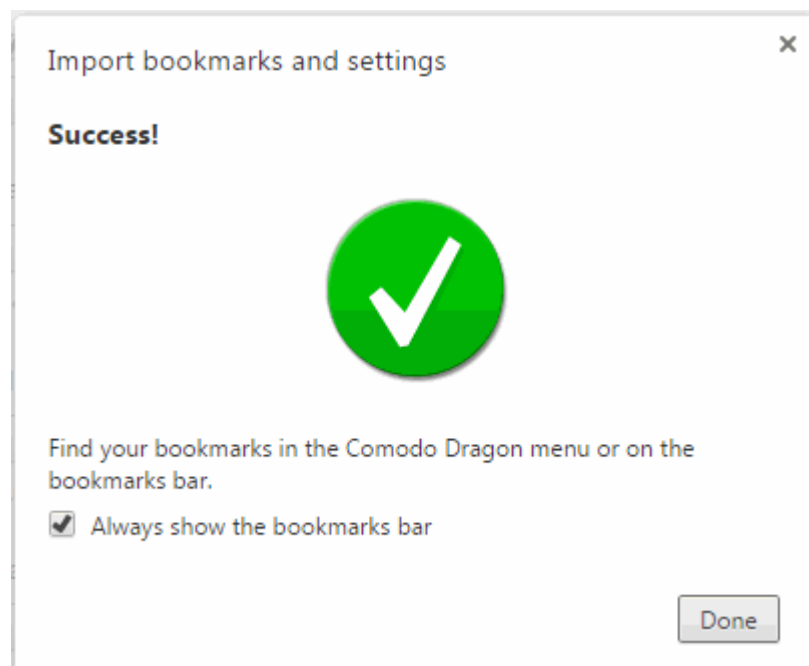 Import bookmarks and settings
Success!
Find your bookmarks in the Comodo Dragon menu or on the
bookmarks bar.
Always show the bookmarks bar
Done